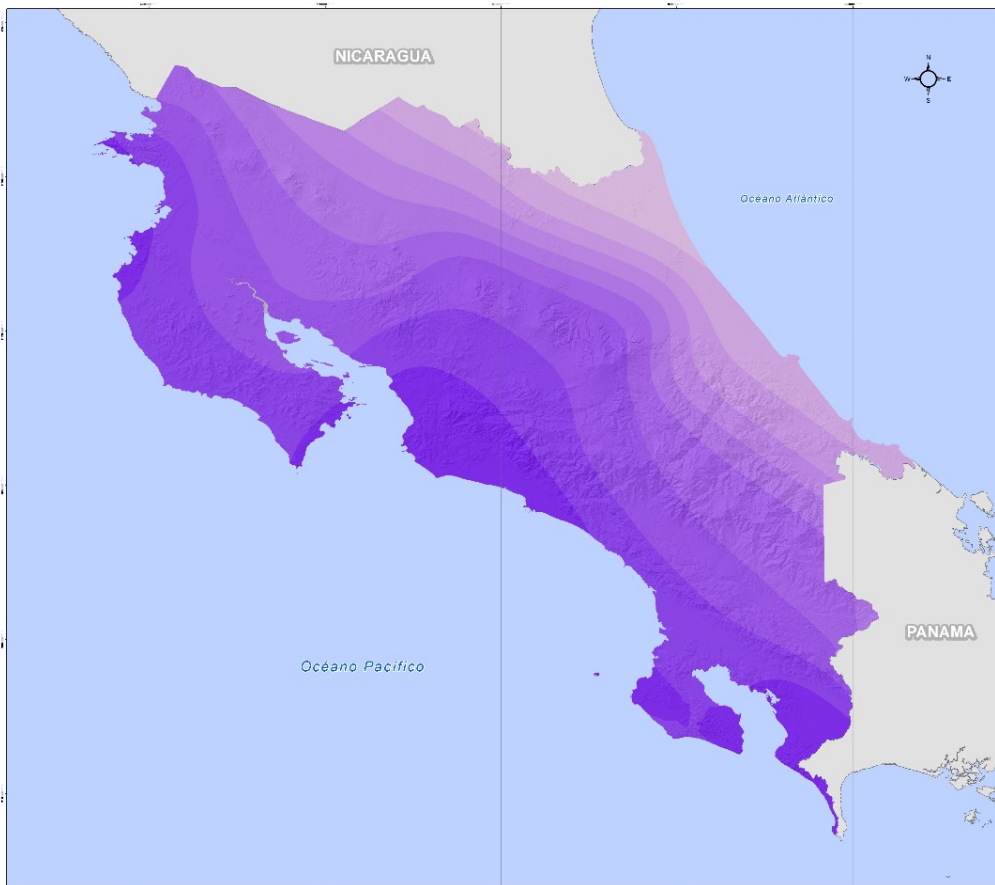 NICARAGUA
N
W E
S
Océano Atlántico
PANAMA
Océano Pacífico